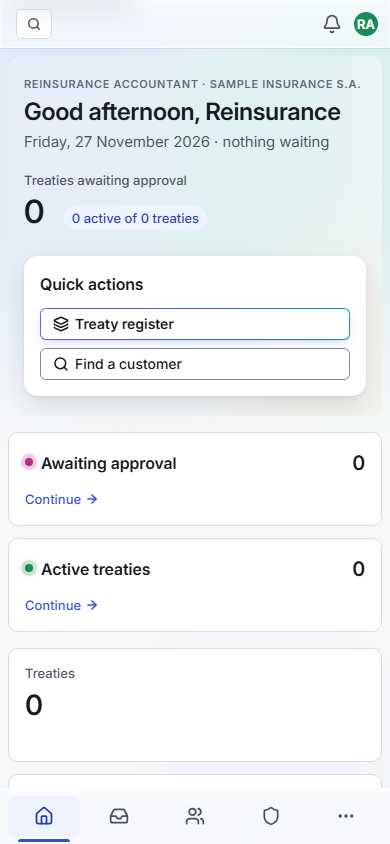 RA
REINSURANCE ACCOUNTANT · SAMPLE INSURANCE S.A.
Good afternoon, Reinsurance
Friday, 27 November 2026 · nothing waiting
Treaties awaiting approval
0
0 active of 0 treaties
Quick actions
Treaty register
Find a customer
Awaiting approval
0
Continue →
Active treaties
0
Continue →
Treaties
0